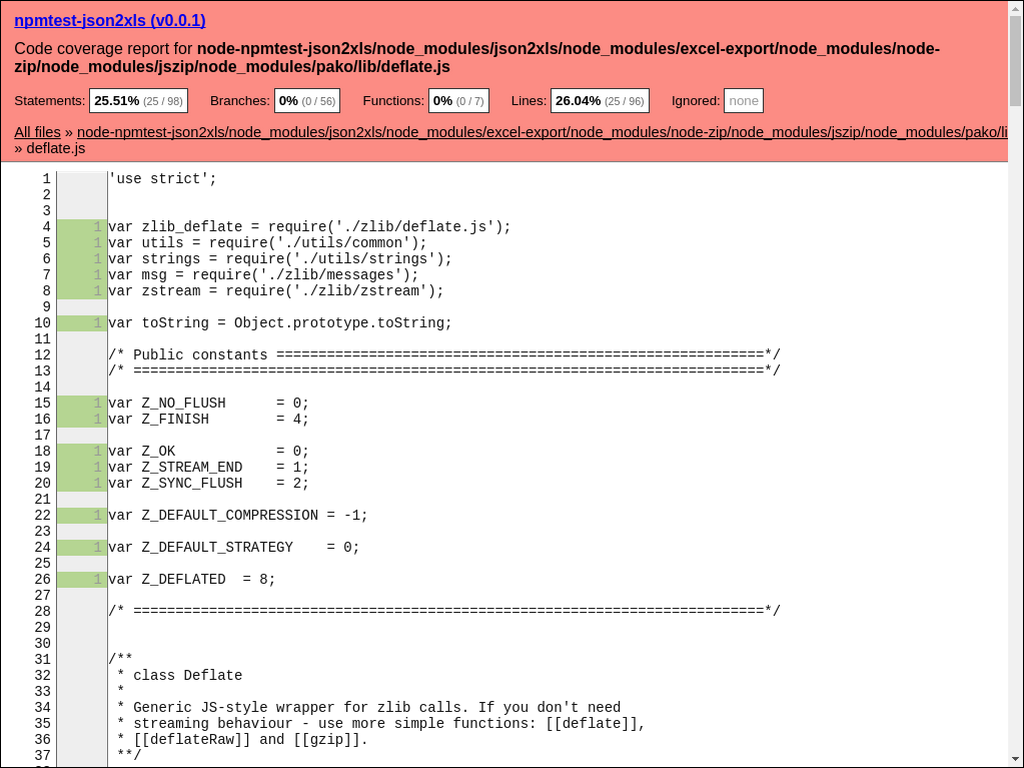 npmtest-json2xls (v0.0.1)
Code coverage report for node-npmtest-json2xls/node_modules/json2xls/node_modules/excel-export/node_modules/node-
zip/node_modules/jszip/node_modules/pako/lib/deflate.js
Statements: 25.51% (25 / 98) Branches: 0% (0 / 56) Functions: 0% (0 / 7) Lines: 26.04% (25 / 96) Ignored: none
All files » node-npmtest-json2xls/node_modules/json2xls/node_modules/excel-export/node_modules/node-zip/node_modules/jszip/node_modules/pako/li
» deflate.js
1 'use strict';
2
3
4 1 var zlib_deflate = require('./zlib/deflate.js');
5 1 var utils = require('./utils/common');
6 1 var strings = require('./utils/strings');
7 1 var msg = require('./zlib/messages');
8 1 var zstream = require('./zlib/zstream');
9
10 1 var toString = Object.prototype.toString;
11
12 /* Public constants ==========================================================*/
13 /* ===========================================================================*/
14
15 1 var Z_NO_FLUSH      = 0;
16 1 var Z_FINISH        = 4;
17
18 1 var Z_OK            = 0;
19 1 var Z_STREAM_END    = 1;
20 1 var Z_SYNC_FLUSH    = 2;
21
22 1 var Z_DEFAULT_COMPRESSION = -1;
23
24 1 var Z_DEFAULT_STRATEGY    = 0;
25
26 1 var Z_DEFLATED  = 8;
27
28 /* ===========================================================================*/
29
30
31 /**
32  * class Deflate
33  *
34  * Generic JS-style wrapper for zlib calls. If you don't need
35  * streaming behaviour - use more simple functions: [[deflate]],
36  * [[deflateRaw]] and [[gzip]].
37  **/